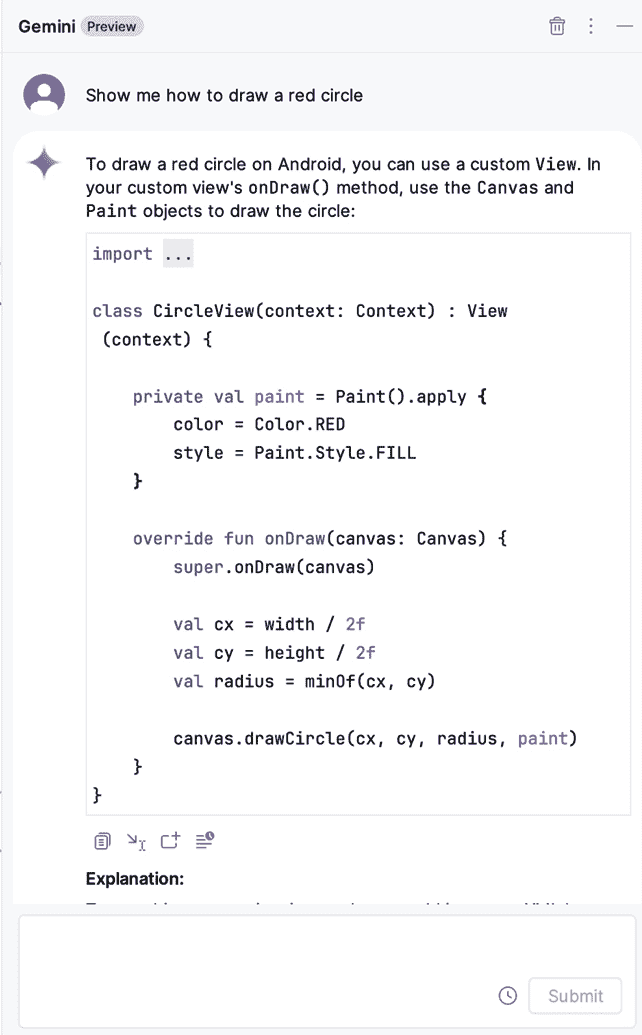 Gemini Preview
Show me how to draw a red circle
To draw a red circle on Android, you can use a custom View. In
your custom view's onDraw() method, use the Canvas and
Paint objects to draw the circle:
import ...
class CircleView(context: Context) : View
(context) {
private val paint = Paint().apply {
color = Color.RED
style = Paint.Style.FILL
}
override fun onDraw(canvas: Canvas) {
super.onDraw(canvas)
val cx = width / 2f
val cy = height / 2f
val radius = minOf(cx, cy)
canvas.drawCircle(cx, cy, radius, paint)
}
}
Explanation:
Submit